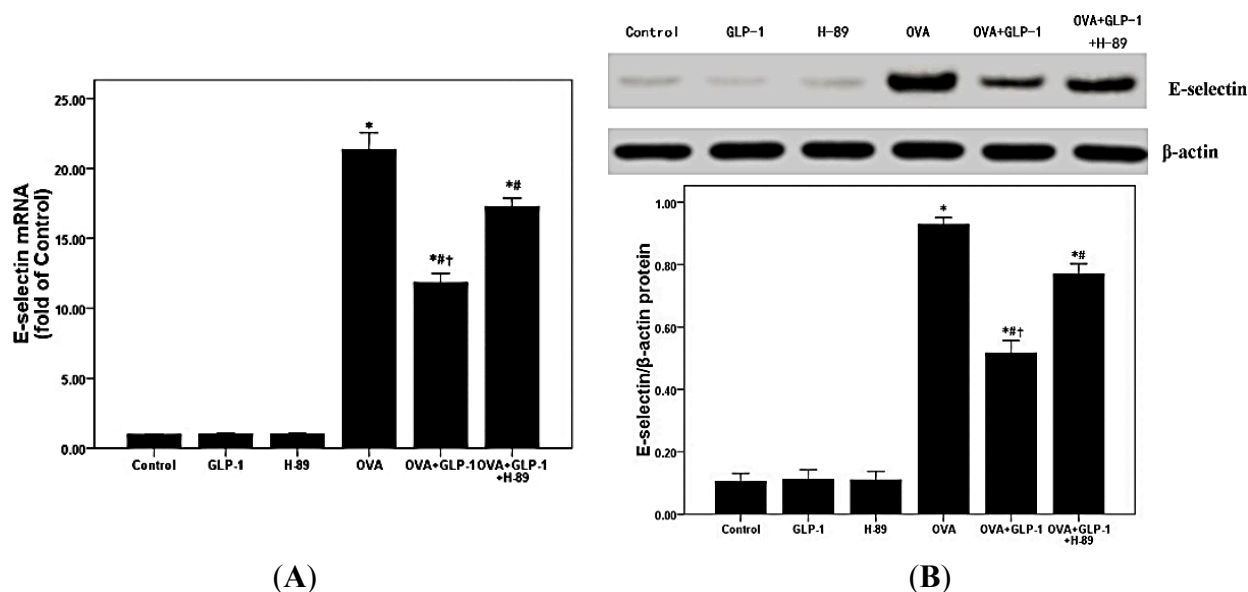 E-selectin mRNA
(fold of Control)
25.00
20.00
15.00
10.00
5.00
0.00
*
*#†
*#
Control GLP-1 H-89 OVA OVA+GLP-1 OVA+GLP-1
+H-89
(A)
Control GLP-1 H-89 OVA OVA+GLP-1 OVA+GLP-1
+H-89
E-selectin
β-actin
E-selectin/β-actin protein
1.00
0.80
0.60
0.40
0.20
0.00
*
*#†
*#
Control GLP-1 H-89 OVA OVA+GLP-1 OVA+GLP-1
+H-89
(B)